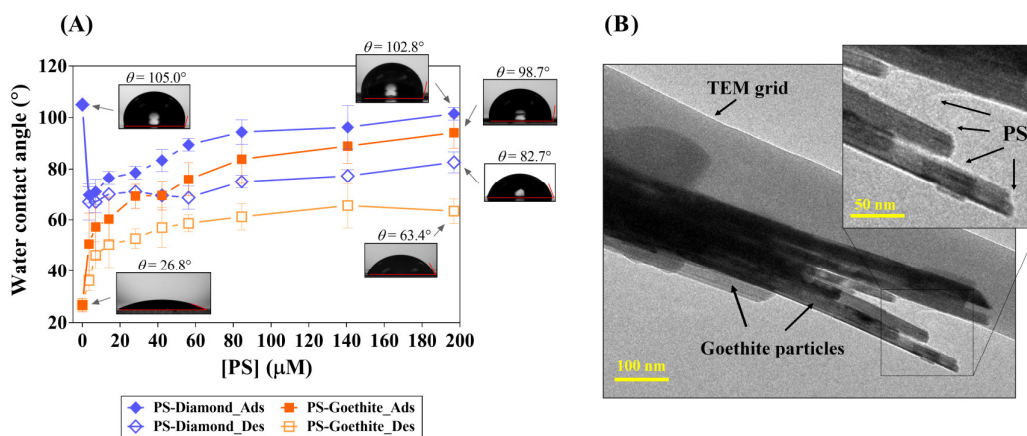 (A)
θ = 105.0°
θ = 102.8°
θ = 98.7°
θ = 82.7°
θ = 63.4°
θ = 26.8°
Water contact angle (°)
120
100
80
60
40
20
0 20 40 60 80 100 120 140 160 180 200
[PS] (μM)
PS-Diamond_Ads
PS-Goethite_Ads
PS-Diamond_Des
PS-Goethite_Des
(B)
TEM grid
PS
50 nm
Goethite particles
100 nm